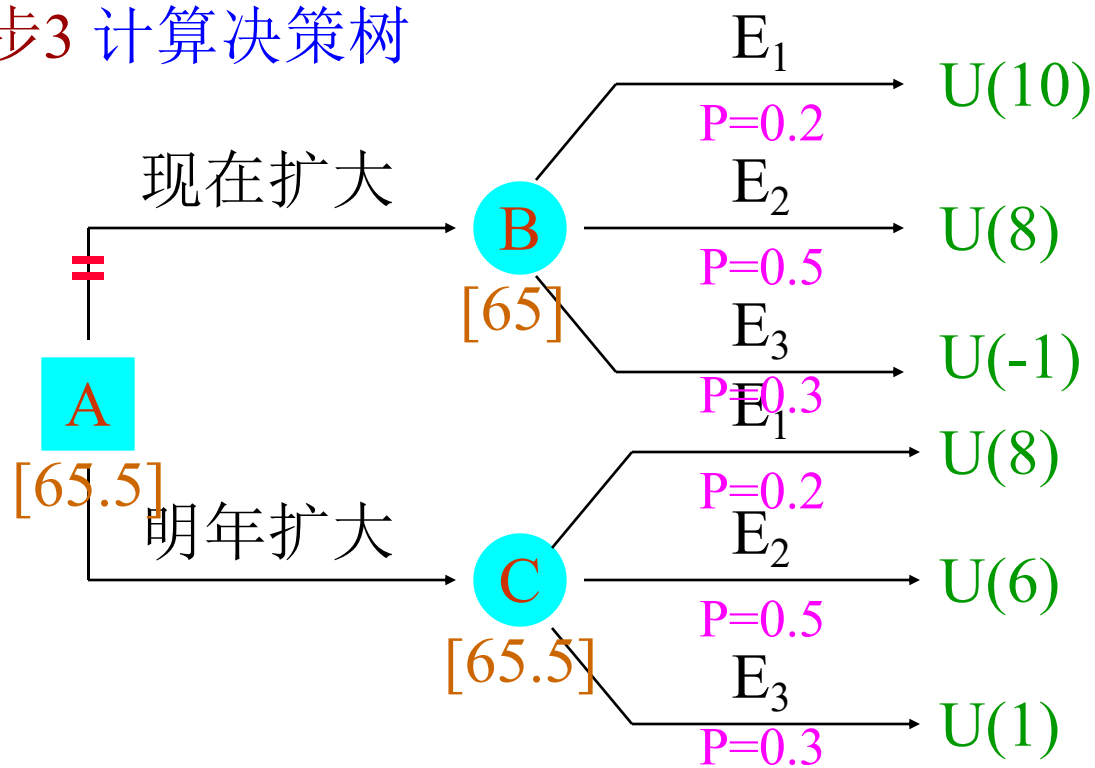 步3 计算决策树
E1
U(10)
P=0.2
现在扩大
E2
B
U(8)
P=0.5
[65]
E3
U(-1)
P=0.3
A
E1
U(8)
[65.5]
P=0.2
明年扩大
E2
C
U(6)
P=0.5
[65.5]
E3
U(1)
P=0.3